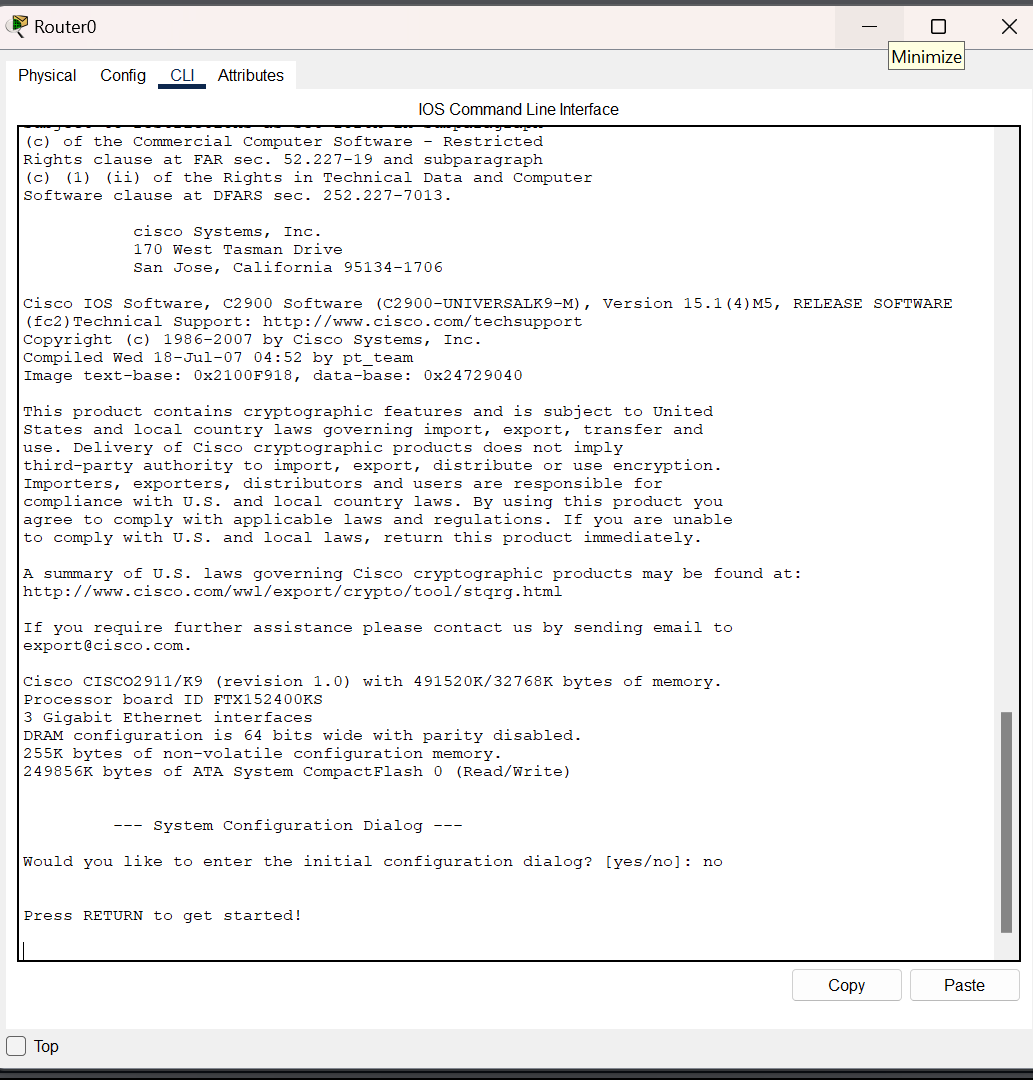 Router0
Minimize
Physical Config CLI Attributes
IOS Command Line Interface
(c) of the Commercial Computer Software - Restricted
Rights clause at FAR sec. 52.227-19 and subparagraph
(c) (1) (ii) of the Rights in Technical Data and Computer
Software clause at DFARS sec. 252.227-7013.
cisco Systems, Inc.
170 West Tasman Drive
San Jose, California 95134-1706
Cisco IOS Software, C2900 Software (C2900-UNIVERSALK9-M), Version 15.1(4)M5, RELEASE SOFTWARE
(fc2)Technical Support: http://www.cisco.com/techsupport
Copyright (c) 1986-2007 by Cisco Systems, Inc.
Compiled Wed 18-Jul-07 04:52 by pt_team
Image text-base: 0x2100F918, data-base: 0x24729040
This product contains cryptographic features and is subject to United
States and local country laws governing import, export, transfer and
use. Delivery of Cisco cryptographic products does not imply
third-party authority to import, export, distribute or use encryption.
Importers, exporters, distributors and users are responsible for
compliance with U.S. and local country laws. By using this product you
agree to comply with applicable laws and regulations. If you are unable
to comply with U.S. and local laws, return this product immediately.
A summary of U.S. laws governing Cisco cryptographic products may be found at:
http://www.cisco.com/wwl/export/crypto/tool/stqrg.html
If you require further assistance please contact us by sending email to
export@cisco.com.
Cisco CISCO2911/K9 (revision 1.0) with 491520K/32768K bytes of memory.
Processor board ID FTX152400KS
3 Gigabit Ethernet interfaces
DRAM configuration is 64 bits wide with parity disabled.
255K bytes of non-volatile configuration memory.
249856K bytes of ATA System CompactFlash 0 (Read/Write)
--- System Configuration Dialog ---
Would you like to enter the initial configuration dialog? [yes/no]: no
Press RETURN to get started!
Copy Paste
Top